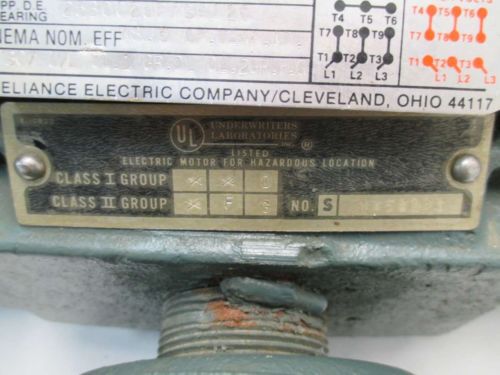 PP. D.E.
EARING
NEMA NOM. EFF
T4 T5 T6
T7 T8 T9
T1 T2 T3
L1 L2 L3
T4 T5 T6
T7 T8 T9
T1 T2 T3
L1 L2 L3
ELIANCE ELECTRIC COMPANY/CLEVELAND, OHIO 44117
UL UNDERWRITERS
LABORATORIES
INC. ®
LISTED
ELECTRIC MOTOR FOR HAZARDOUS LOCATION
CLASS I GROUP * * D
CLASS II GROUP * F G NO. S